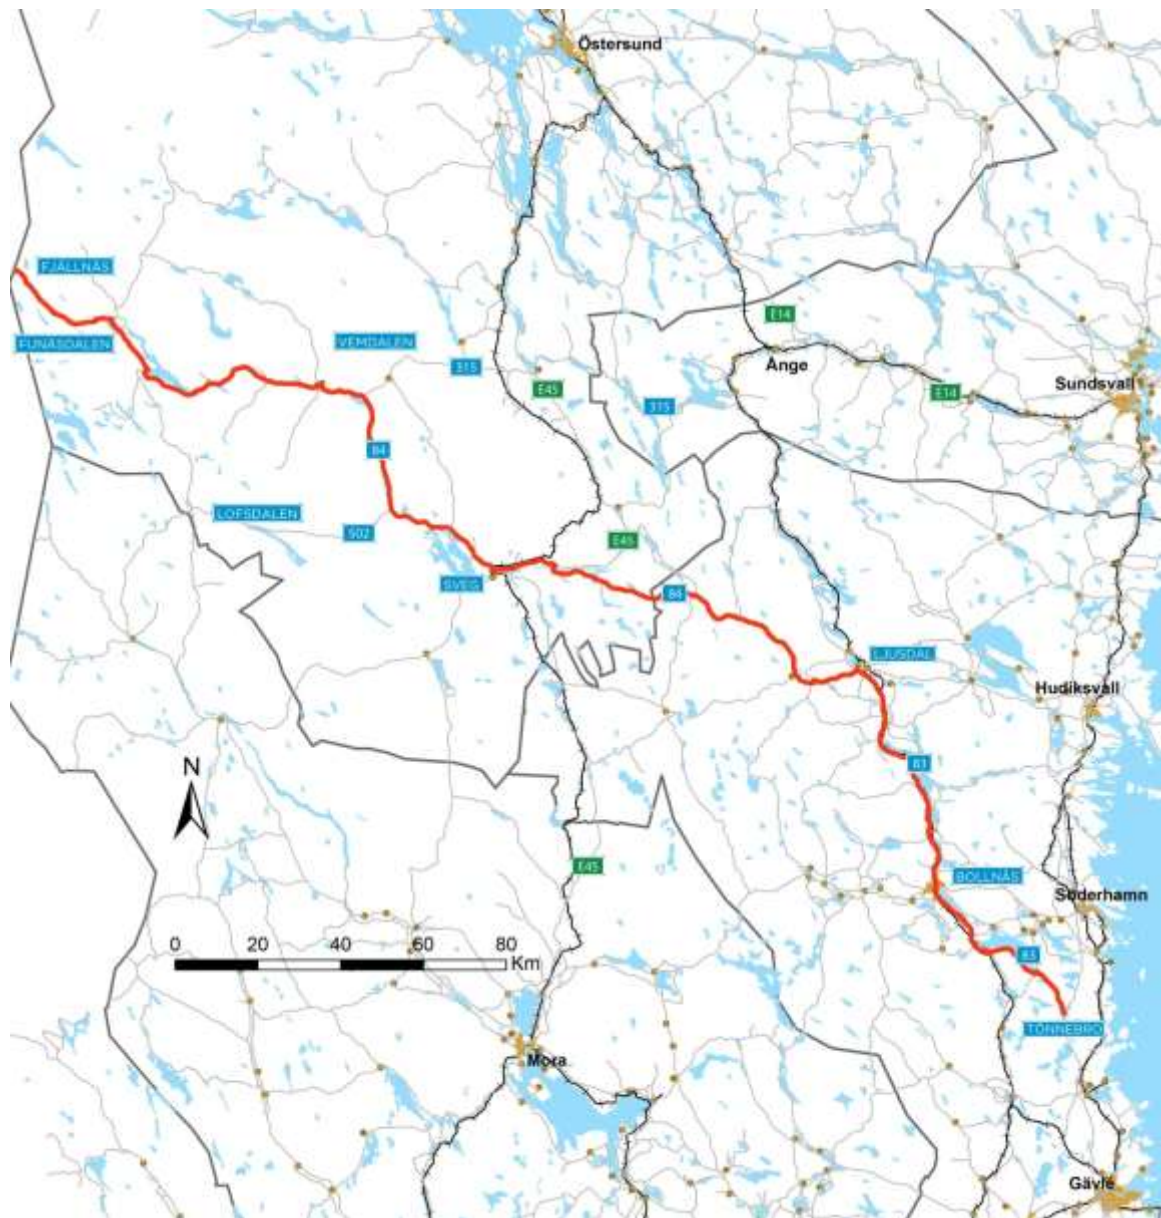 Östersund
FJÄLLNÄS
E14
FUNÄSDALEN
VEMDALEN
315
Ånge
E45
E14
Sundsvall
315
84
LOFSDALEN
502
E45
SVEG
84
LJUSDAL
Hudiksvall
83
N
E45
BOLLNÄS
Söderhamn
0 20 40 60 80
Km
83
TÖNNEBRO
Mora
Gävle